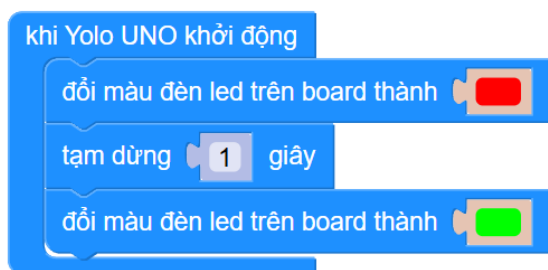 khi Yolo UNO khởi động
đổi màu đèn led trên board thành
tạm dừng 1 giây
đổi màu đèn led trên board thành